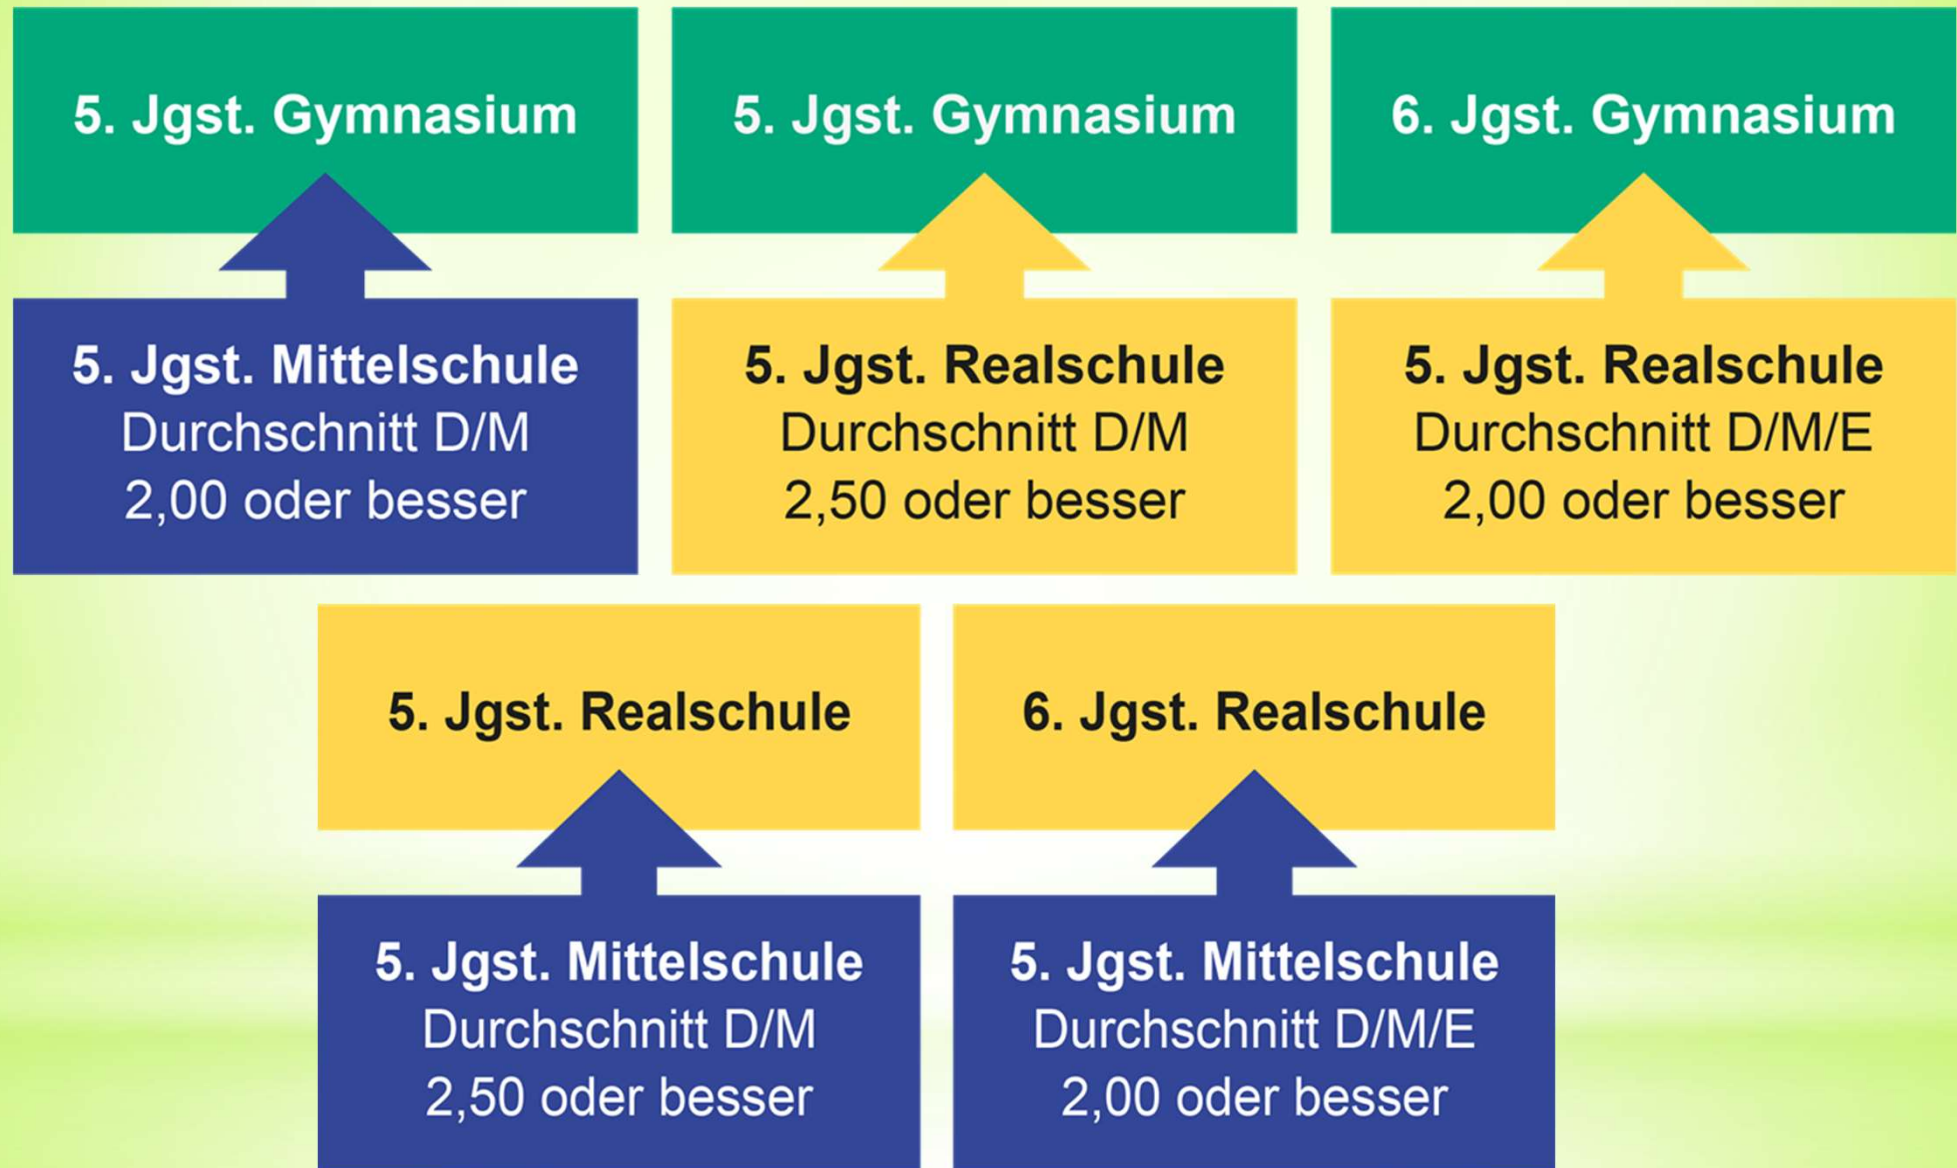 5. Jgst. Gymnasium
5. Jgst. Gymnasium
6. Jgst. Gymnasium
5. Jgst. Mittelschule
Durchschnitt D/M
2,00 oder besser
5. Jgst. Realschule
Durchschnitt D/M
2,50 oder besser
5. Jgst. Realschule
Durchschnitt D/M/E
2,00 oder besser
5. Jgst. Realschule
6. Jgst. Realschule
5. Jgst. Mittelschule
Durchschnitt D/M
2,50 oder besser
5. Jgst. Mittelschule
Durchschnitt D/M/E
2,00 oder besser